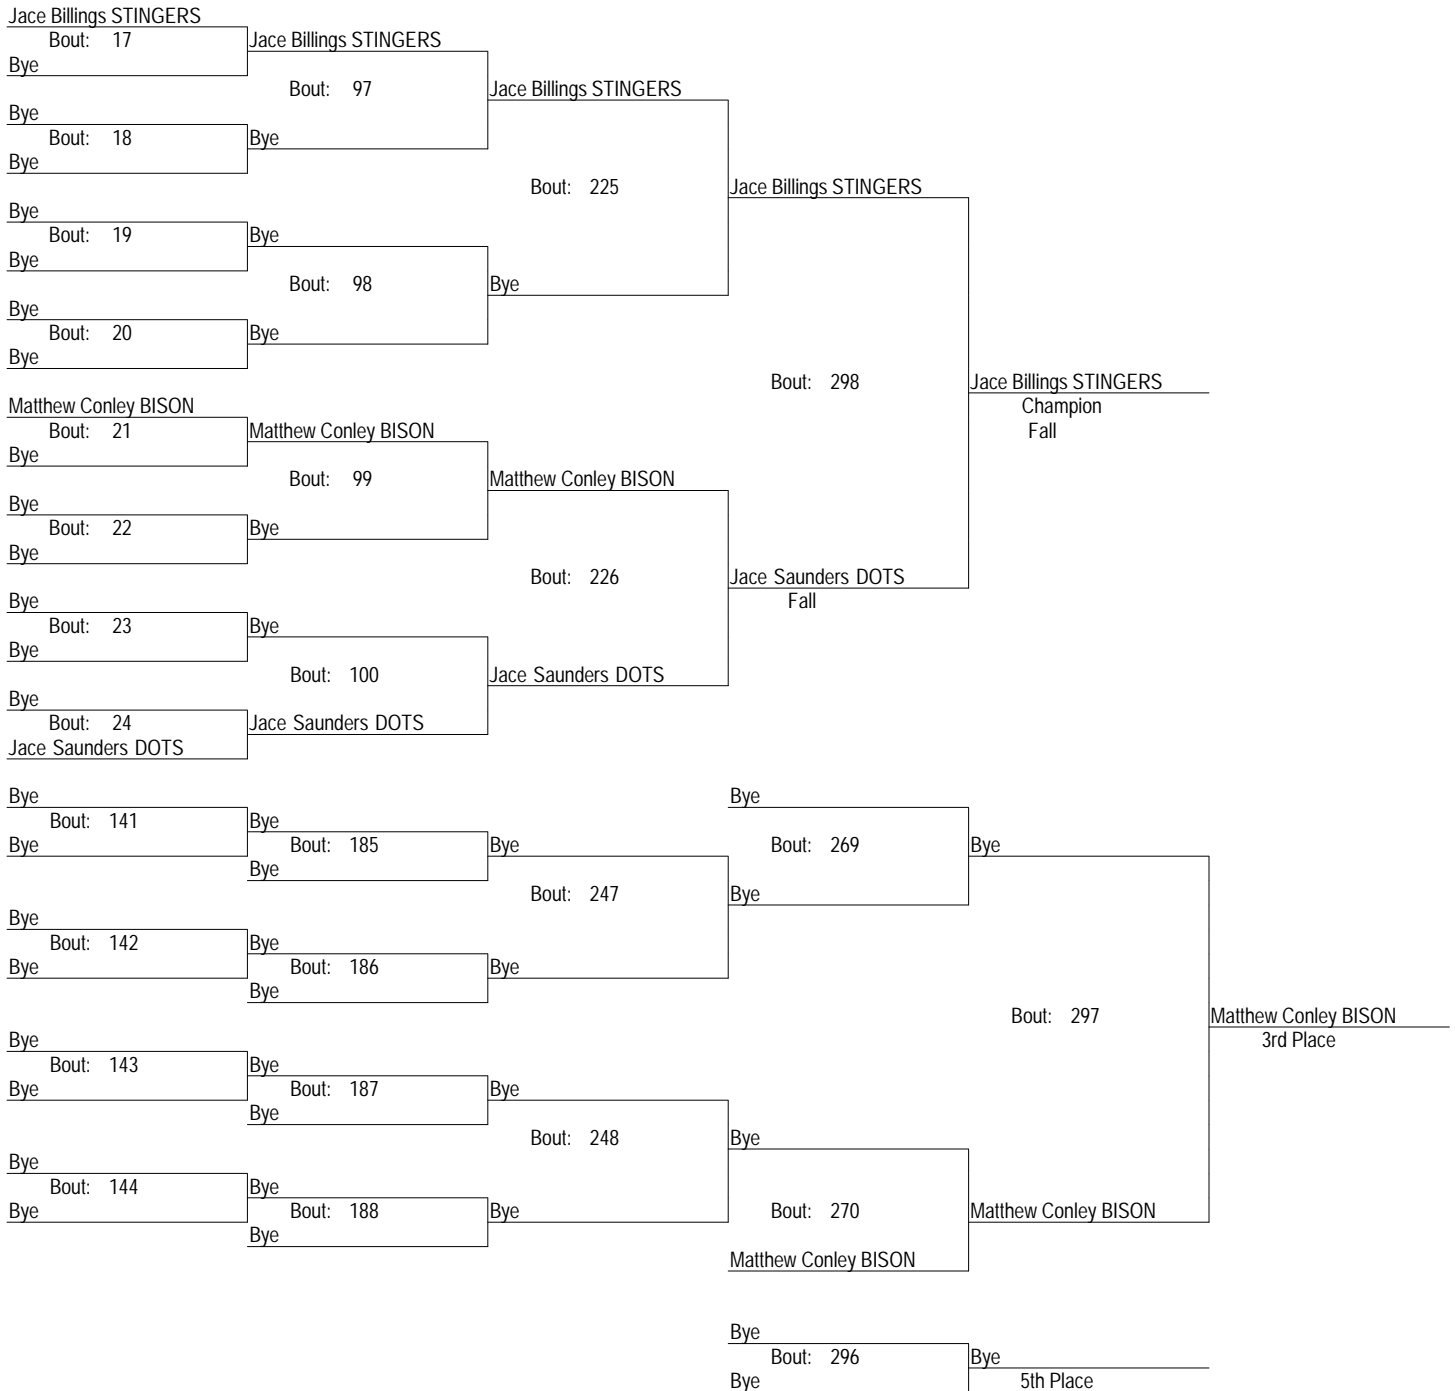 Jace Billings STINGERS
Bout: 17
Jace Billings STINGERS
Bye
Bout: 97
Jace Billings STINGERS
Bye
Bout: 18
Bye
Bye
Bout: 225
Jace Billings STINGERS
Bye
Bout: 19
Bye
Bye
Bout: 98
Bye
Bye
Bout: 20
Bye
Bye
Bout: 298
Jace Billings STINGERS
Champion
Fall
Matthew Conley BISON
Bout: 21
Matthew Conley BISON
Bye
Bout: 99
Matthew Conley BISON
Bye
Bout: 22
Bye
Bye
Bout: 226
Jace Saunders DOTS
Fall
Bye
Bout: 23
Bye
Bye
Bout: 100
Jace Saunders DOTS
Bye
Bout: 24
Jace Saunders DOTS
Jace Saunders DOTS
Bye
Bout: 141
Bye
Bye
Bout: 185
Bye
Bye
Bout: 247
Bye
Bout: 269
Bye
Bye
Bye
Bout: 142
Bye
Bye
Bout: 186
Bye
Bye
Bout: 297
Matthew Conley BISON
3rd Place
Bye
Bout: 143
Bye
Bye
Bout: 187
Bye
Bye
Bout: 248
Bye
Bye
Bout: 144
Bye
Bye
Bout: 188
Bye
Bye
Bout: 270
Matthew Conley BISON
Matthew Conley BISON
Bye
Bout: 296
Bye
Bye
5th Place